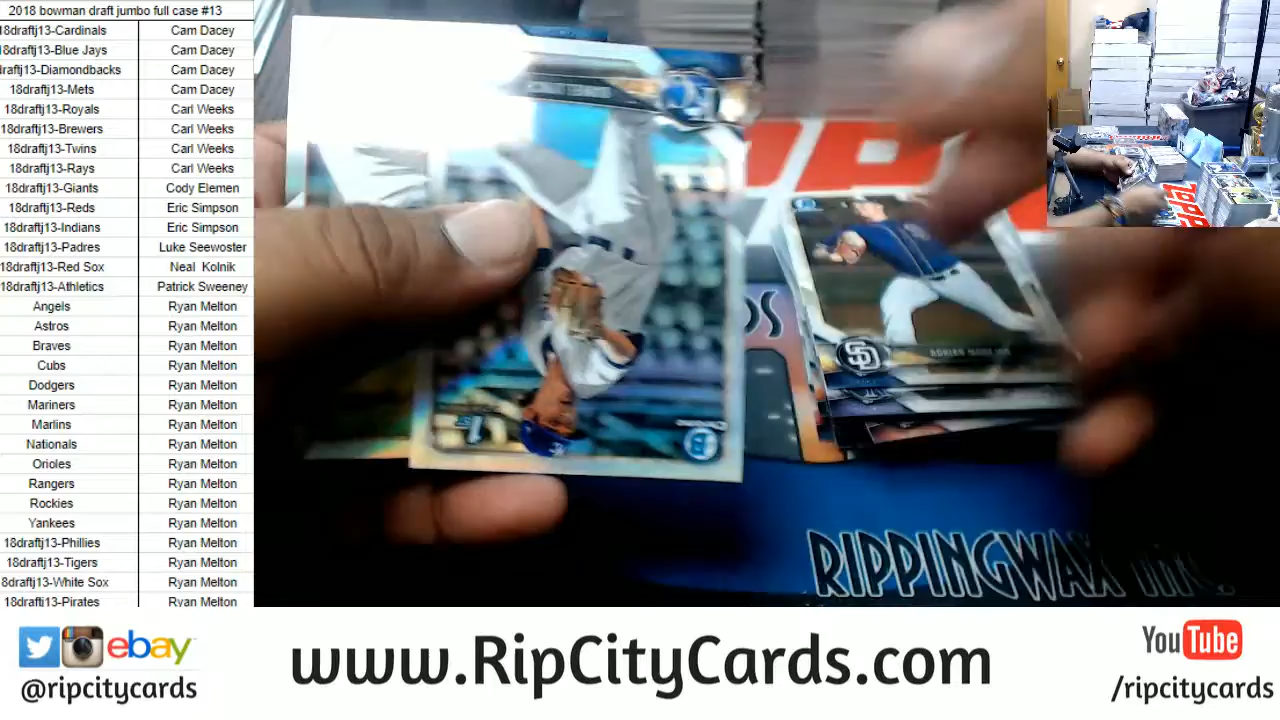 2018 bowman draft jumbo full case #13
18draftj13-Cardinals Cam Dacey
18draftj13-Blue Jays Cam Dacey
draftj13-Diamondbacks Cam Dacey
18draftj13-Mets Cam Dacey
18draftj13-Royals Carl Weeks
18draftj13-Brewers Carl Weeks
18draftj13-Twins Carl Weeks
18draftj13-Rays Carl Weeks
18draftj13-Giants Cody Elemen
18draftj13-Reds Eric Simpson
18draftj13-Indians Eric Simpson
18draftj13-Padres Luke Seewoster
18draftj13-Red Sox Neal Kolnik
18draftj13-Athletics Patrick Sweeney
Angels Ryan Melton
Astros Ryan Melton
Braves Ryan Melton
Cubs Ryan Melton
Dodgers Ryan Melton
Mariners Ryan Melton
Marlins Ryan Melton
Nationals Ryan Melton
Orioles Ryan Melton
Rangers Ryan Melton
Rockies Ryan Melton
Yankees Ryan Melton
18draftj13-Phillies Ryan Melton
18draftj13-Tigers Ryan Melton
8draftj13-White Sox Ryan Melton
18draftj13-Pirates Ryan Melton
TOPPS
SD
RIPPINGWAX INC.
ebay
@ripcitycards
www.RipCityCards.com
YouTube
/ripcitycards